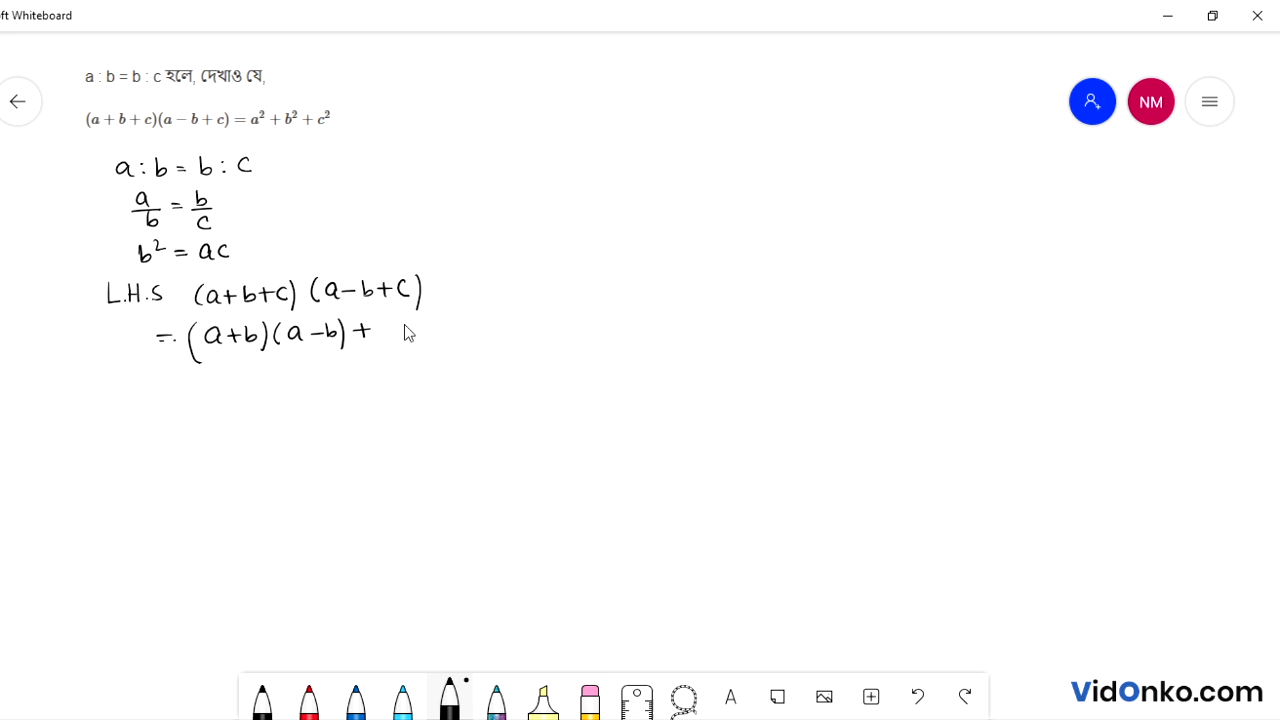 ft Whiteboard
a : b = b : c হলে, দেখাও যে,
(a + b + c)(a − b + c) = a² + b² + c²
NM
a : b = b : c
a/b = b/c
b² = ac
L.H.S (a+b+c) (a−b+c)
= (a+b)(a−b) +
A
VidOnko.com